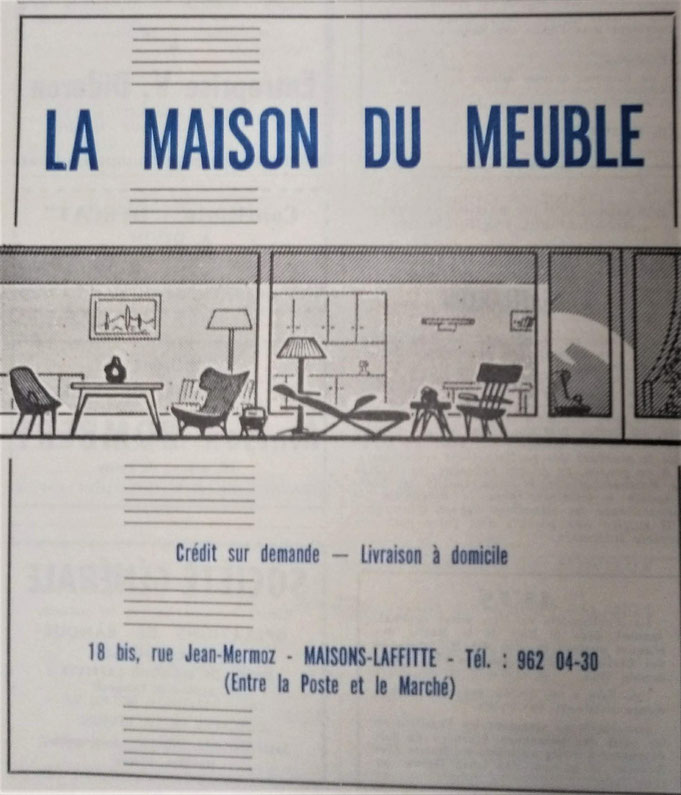 LA MAISON DU MEUBLE
Crédit sur demande — Livraison à domicile
18 bis, rue Jean-Mermoz - MAISONS-LAFFITTE - Tél. : 962 04-30
(Entre la Poste et le Marché)